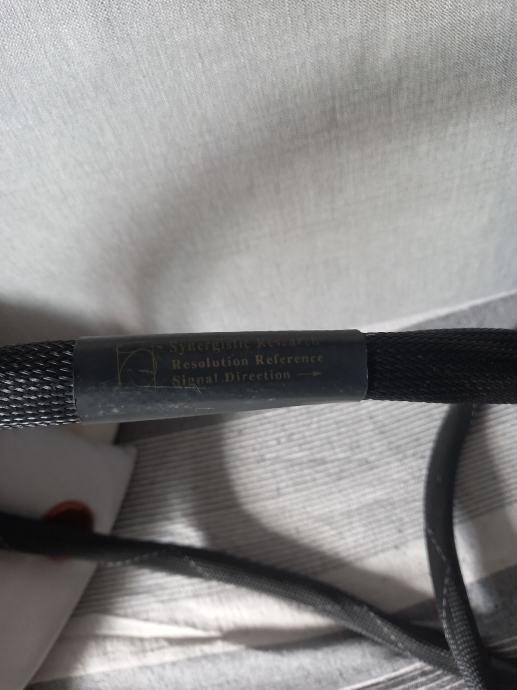 Synergistic Research
Resolution Reference
Signal Direction →